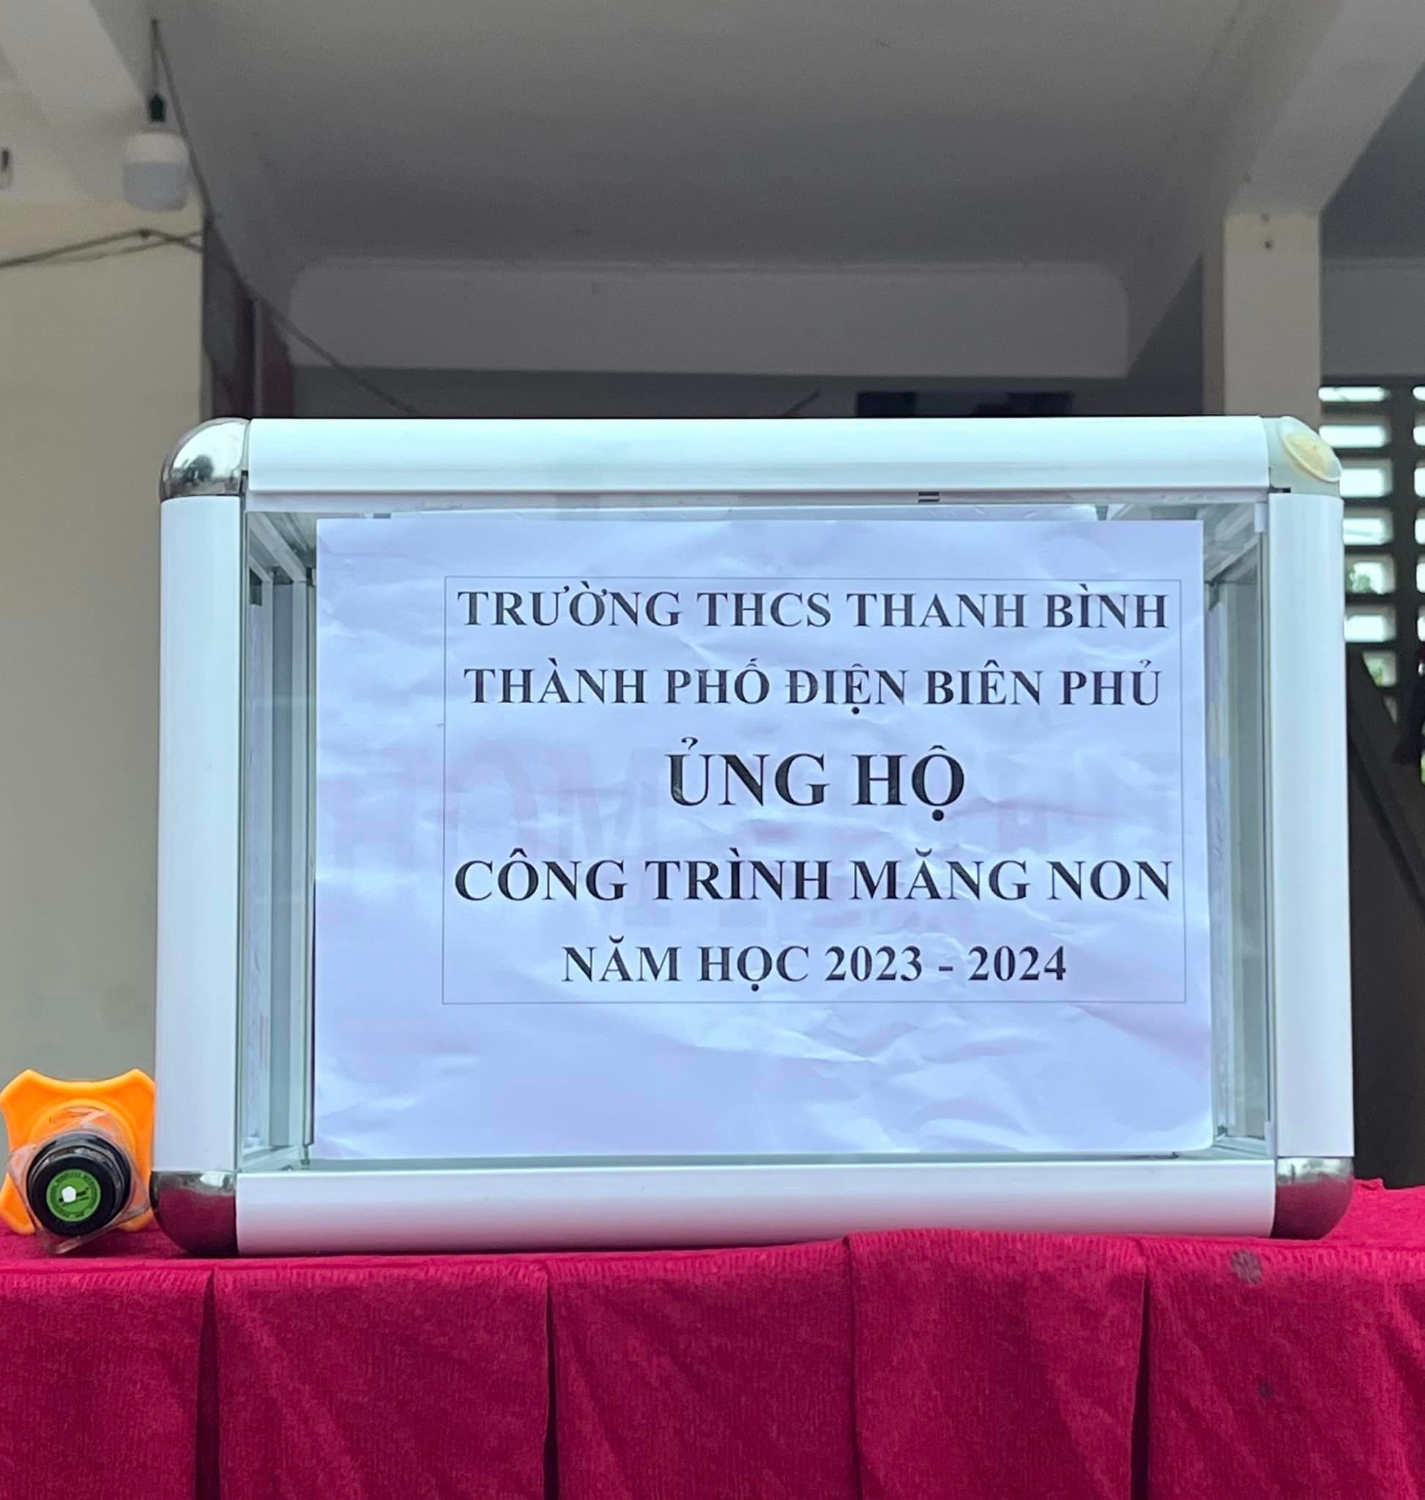 TRƯỜNG THCS THANH BÌNH
THÀNH PHỐ ĐIỆN BIÊN PHỦ
ỦNG HỘ
CÔNG TRÌNH MĂNG NON
NĂM HỌC 2023 - 2024